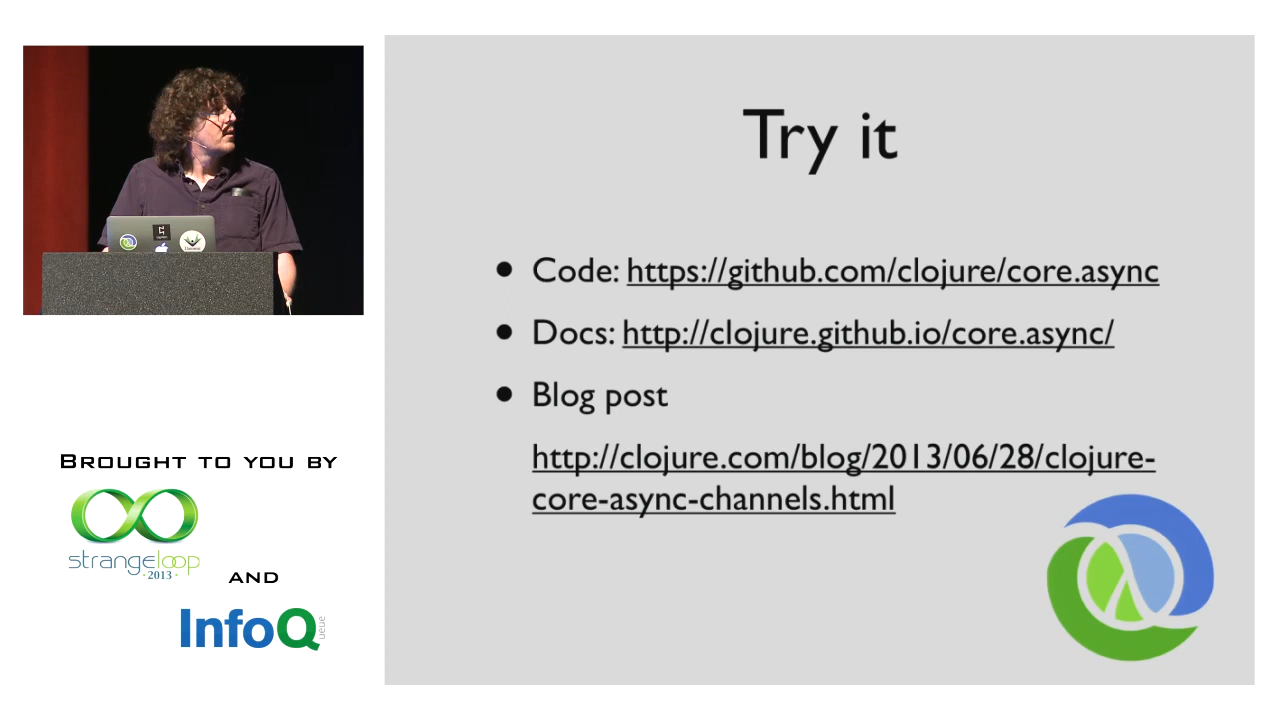 Try it
Code: https://github.com/clojure/core.async
Docs: http://clojure.github.io/core.async/
Blog post
http://clojure.com/blog/2013/06/28/clojure-
core-async-channels.html
BROUGHT TO YOU BY
strangeloop
·2013·
AND
InfoQ
ueue